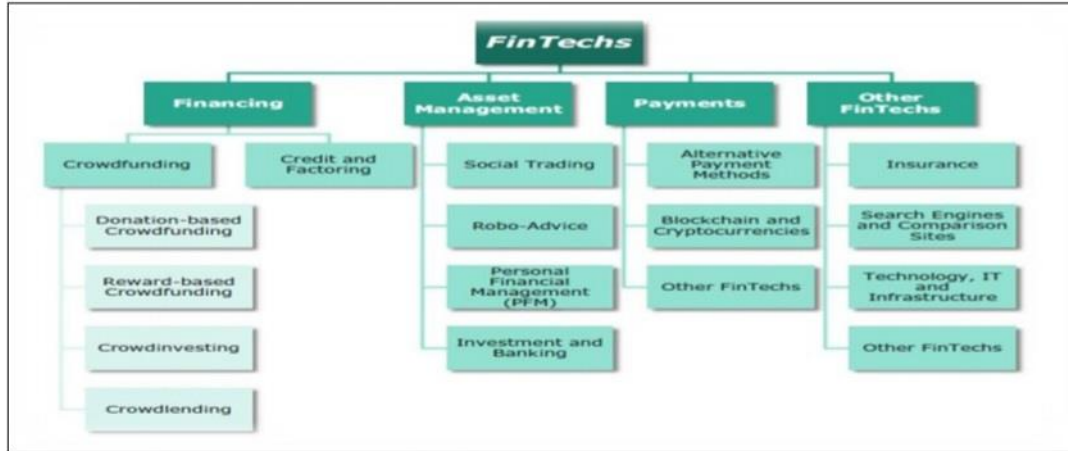 FinTechs
Financing
Asset
Management
Payments
Other
FinTechs
Crowdfunding
Credit and
Factoring
Donation-based
Crowdfunding
Reward-based
Crowdfunding
Crowdinvesting
Crowdlending
Social Trading
Robo-Advice
Personal
Financial
Management
(PFM)
Investment and
Banking
Alternative
Payment
Methods
Blockchain and
Cryptocurrencies
Other FinTechs
Insurance
Search Engines
and Comparison
Sites
Technology, IT
and
Infrastructure
Other FinTechs